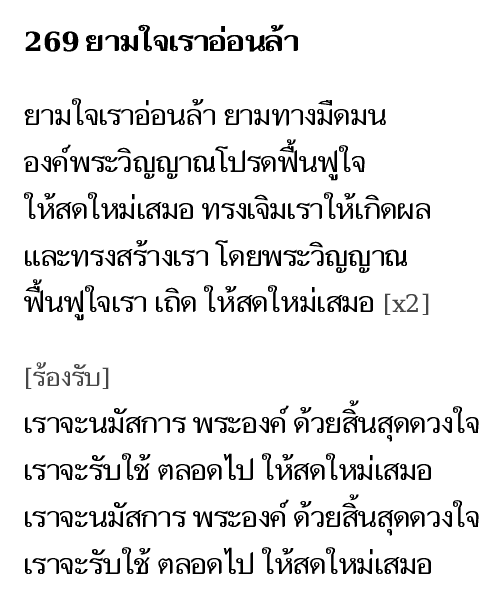 269 ยามใจเราอ่อนล้า
ยามใจเราอ่อนล้า ยามทางมืดมน
องค์พระวิญญาณโปรดฟื้นฟูใจ
ให้สดใหม่เสมอ ทรงเจิมเราให้เกิดผล
และทรงสร้างเรา โดยพระวิญญาณ
ฟื้นฟูใจเรา เถิด ให้สดใหม่เสมอ [x2]
[ร้องรับ]
เราจะนมัสการ พระองค์ ด้วยสิ้นสุดดวงใจ
เราจะรับใช้ ตลอดไป ให้สดใหม่เสมอ
เราจะนมัสการ พระองค์ ด้วยสิ้นสุดดวงใจ
เราจะรับใช้ ตลอดไป ให้สดใหม่เสมอ